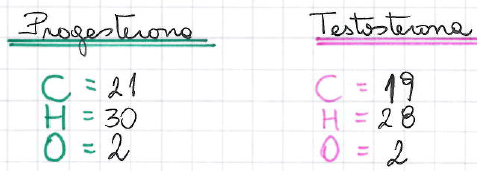 Progesterona
C = 21
H = 30
O = 2
Testosterona
C = 19
H = 28
O = 2